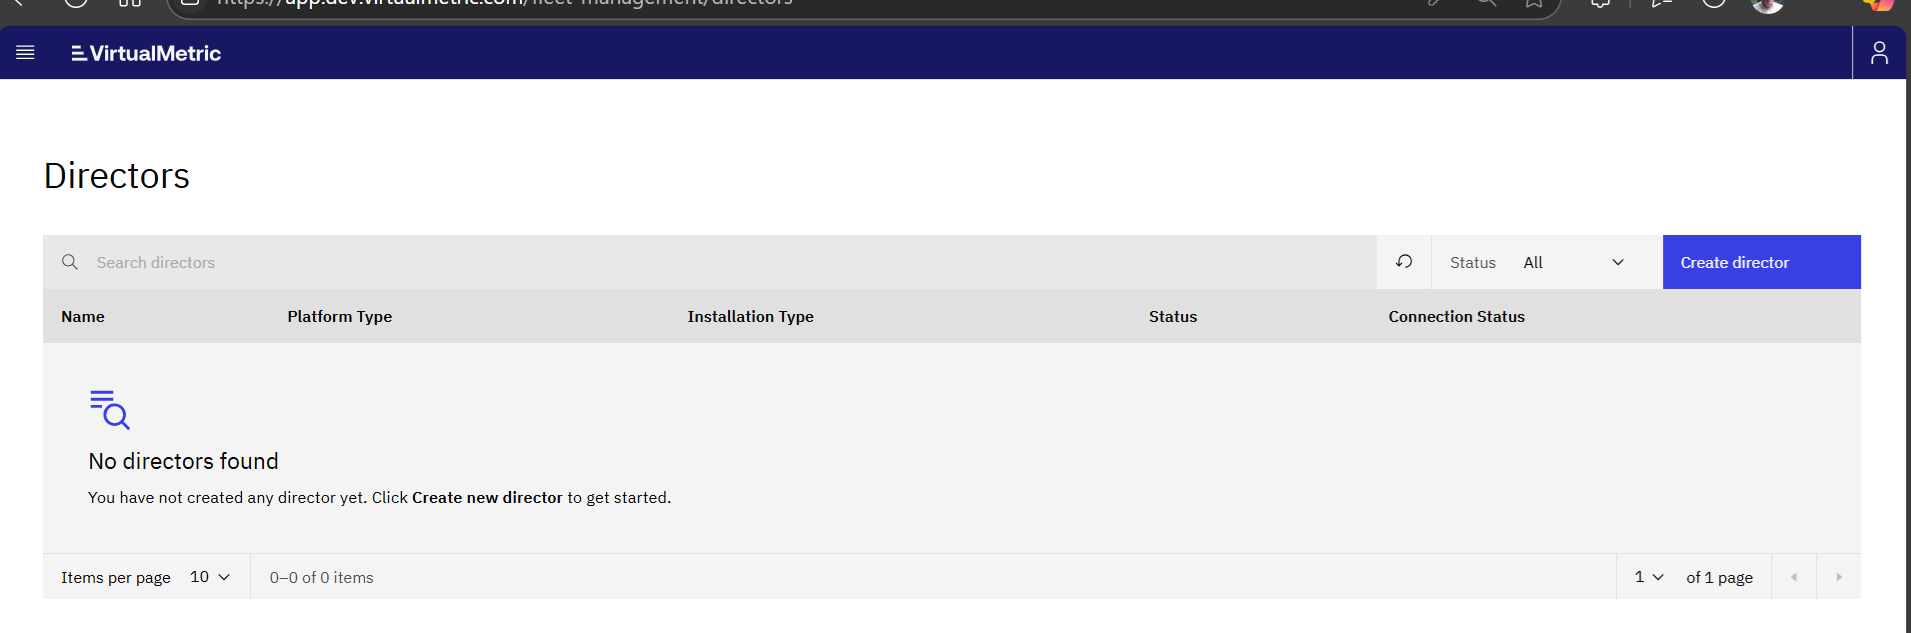 https://app.dev.virtualmetric.com/fleet-management/directors
VirtualMetric
Directors
Search directors
Status All
Create director
Name Platform Type Installation Type Status Connection Status
No directors found
You have not created any director yet. Click Create new director to get started.
Items per page 10 0–0 of 0 items 1 of 1 page